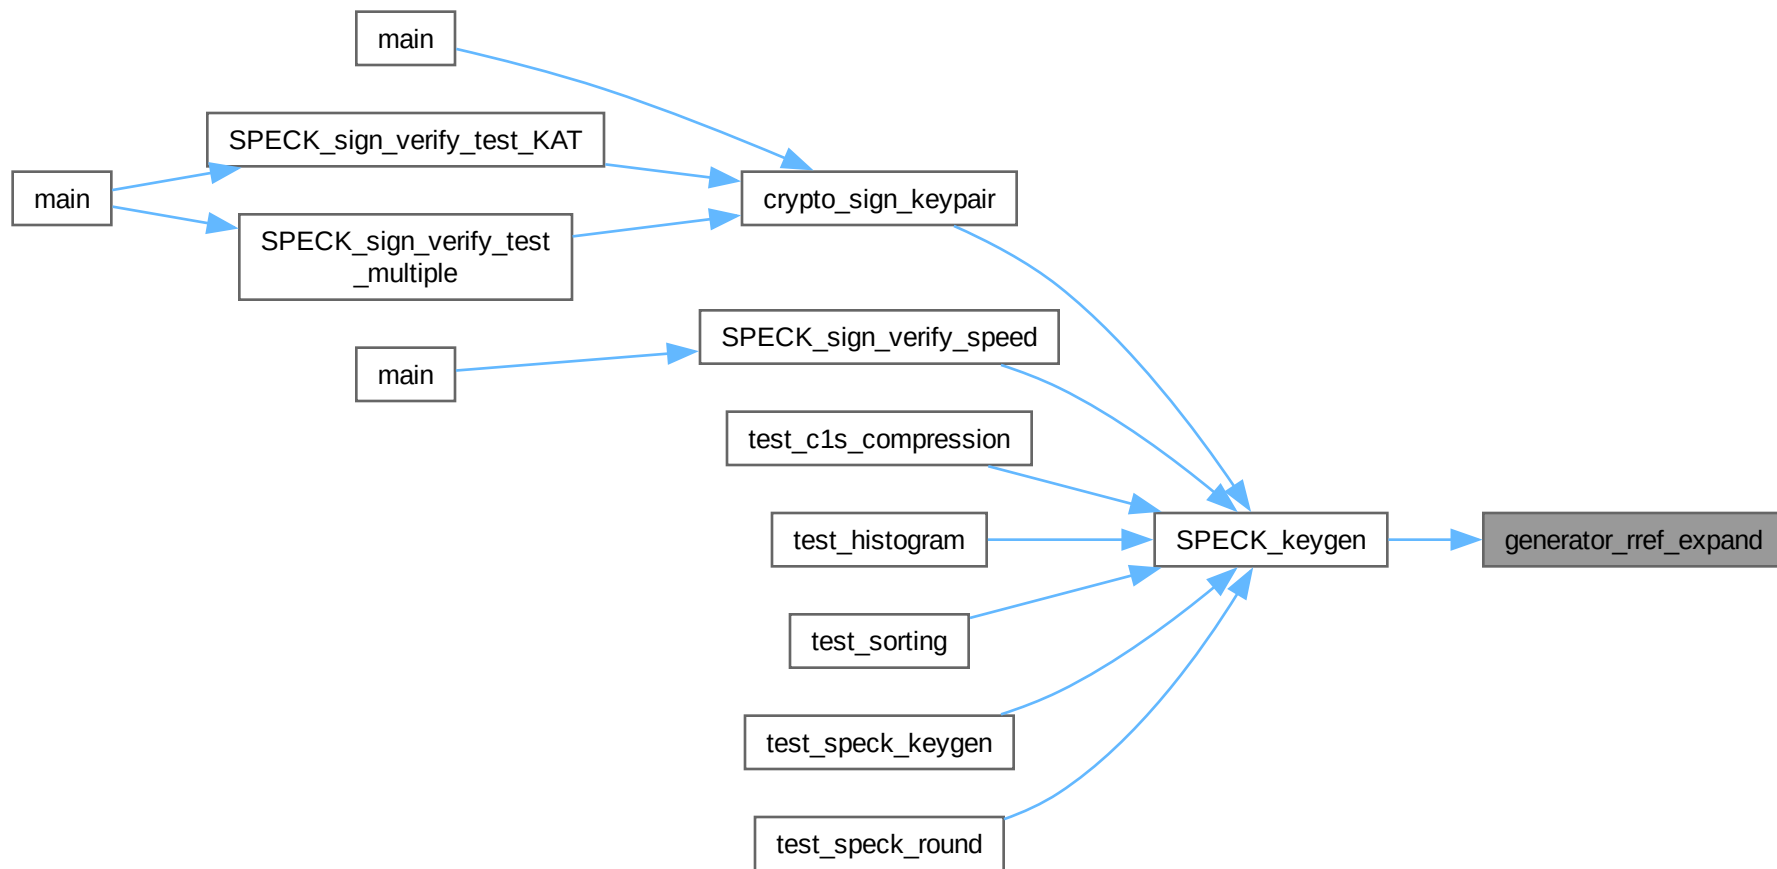 main
SPECK_sign_verify_test_KAT
main
crypto_sign_keypair
SPECK_sign_verify_test
_multiple
SPECK_sign_verify_speed
main
test_c1s_compression
test_histogram
SPECK_keygen
generator_rref_expand
test_sorting
test_speck_keygen
test_speck_round